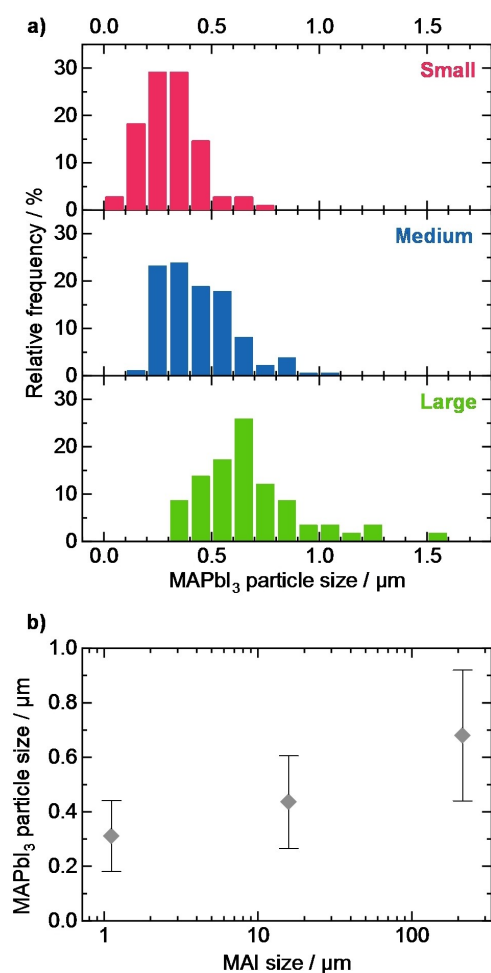 a)
0.0 0.5 1.0 1.5
Small
30
20
10
0
Medium
30
20
10
0
Large
30
20
10
0
Relative frequency / %
0.0 0.5 1.0 1.5
MAPbI₃ particle size / µm
b)
1.0
0.8
0.6
0.4
0.2
0.0
MAPbI₃ particle size / µm
1 10 100
MAI size / µm